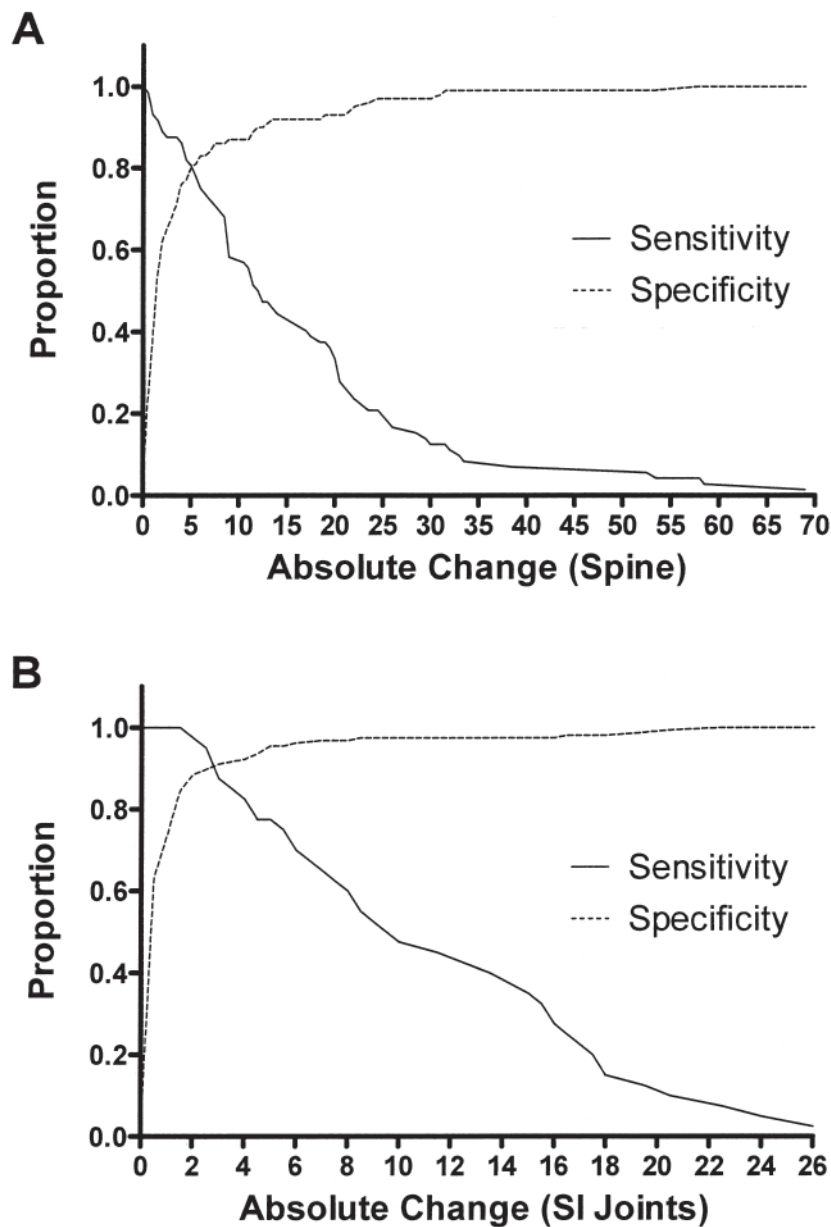 A
1.0
0.8
0.6
0.4
0.2
0.0
Proportion
Sensitivity
Specificity
0 5 10 15 20 25 30 35 40 45 50 55 60 65 70
Absolute Change (Spine)
B
1.0
0.8
0.6
0.4
0.2
0.0
Proportion
Sensitivity
Specificity
0 2 4 6 8 10 12 14 16 18 20 22 24 26
Absolute Change (SI Joints)